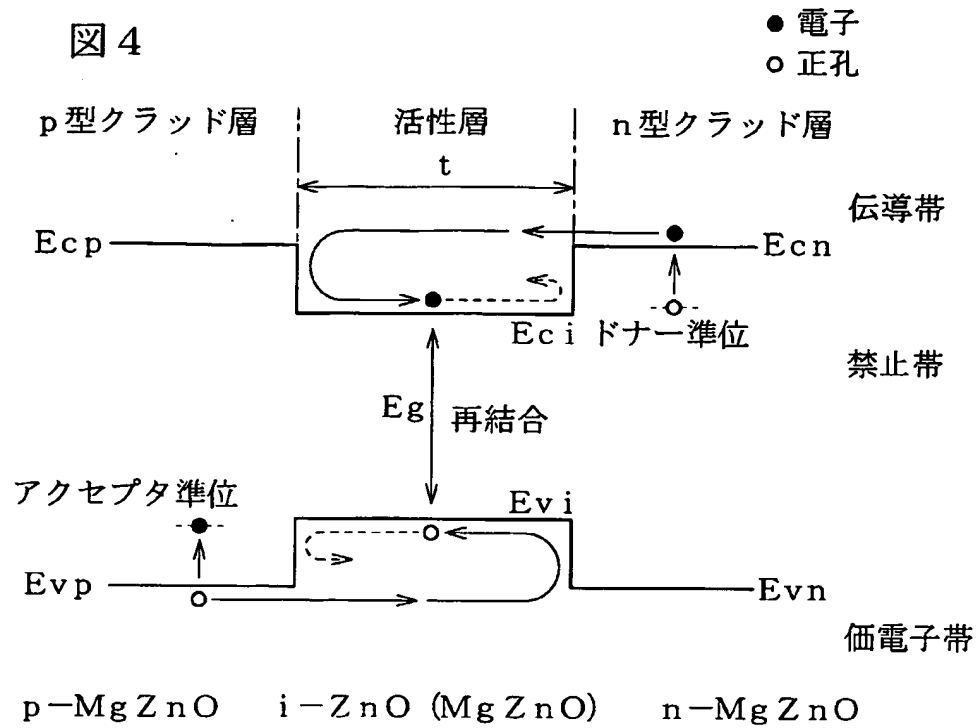 図4
● 電子
○ 正孔
p型クラッド層 活性層 n型クラッド層
t
伝導帯
Ecp Ecn
Eci ドナー準位
禁止帯
Eg 再結合
アクセプタ準位
Evi
Evp Evn
価電子帯
p－MgZnO i－ZnO (MgZnO) n－MgZnO